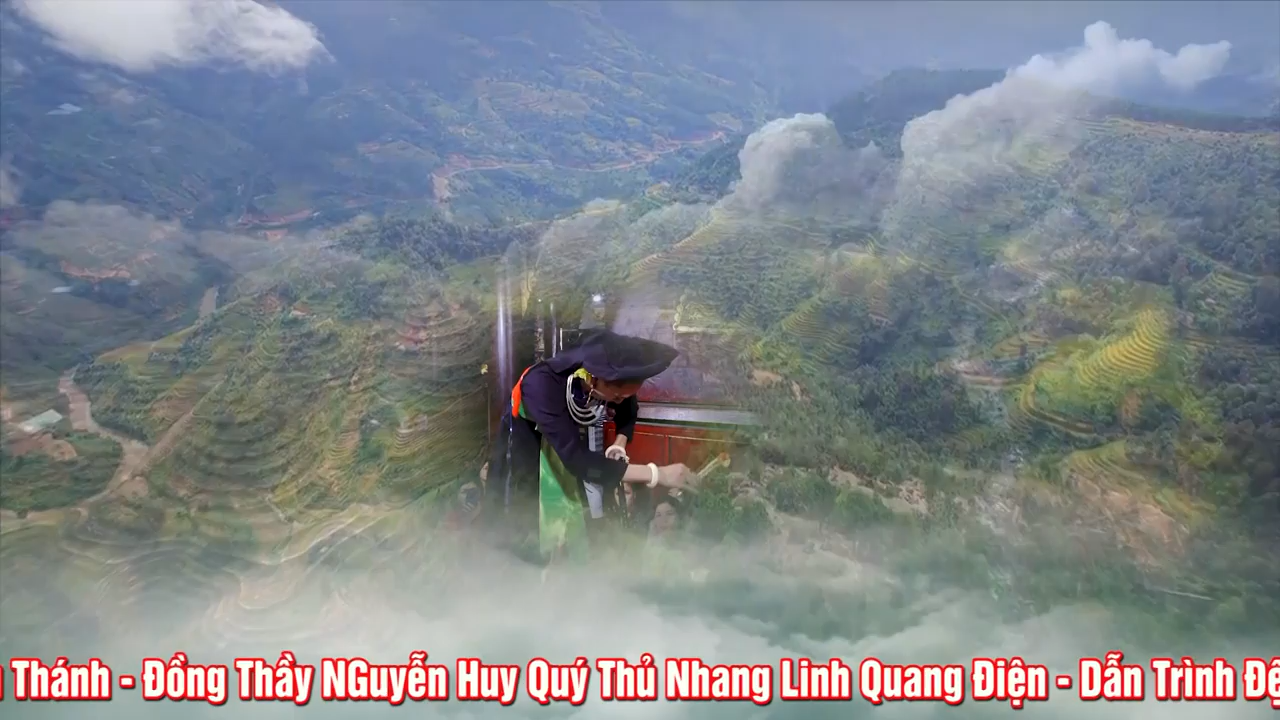 Thánh - Đồng Thầy NGuyễn Huy Quý Thủ Nhang Linh Quang Điện - Dẫn Trình